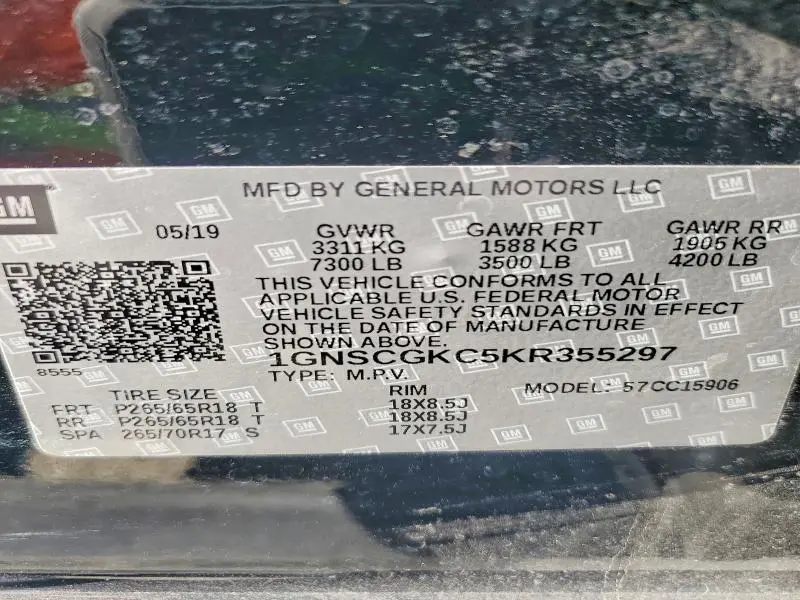 MFD BY GENERAL MOTORS LLC
GM
05/19 GVWR GAWR FRT GAWR RR
3311 KG 1588 KG 1905 KG
7300 LB 3500 LB 4200 LB
THIS VEHICLE CONFORMS TO ALL
APPLICABLE U.S. FEDERAL MOTOR
VEHICLE SAFETY STANDARDS IN EFFECT
ON THE DATE OF MANUFACTURE
SHOWN ABOVE.
8555
1GNSCGKC5KR355297
TYPE: M.P.V. MODEL: 57CC15906
TIRE SIZE RIM
FRT P265/65R18 T 18X8.5J
RR P265/65R18 T 18X8.5J
SPA 265/70R17 S 17X7.5J